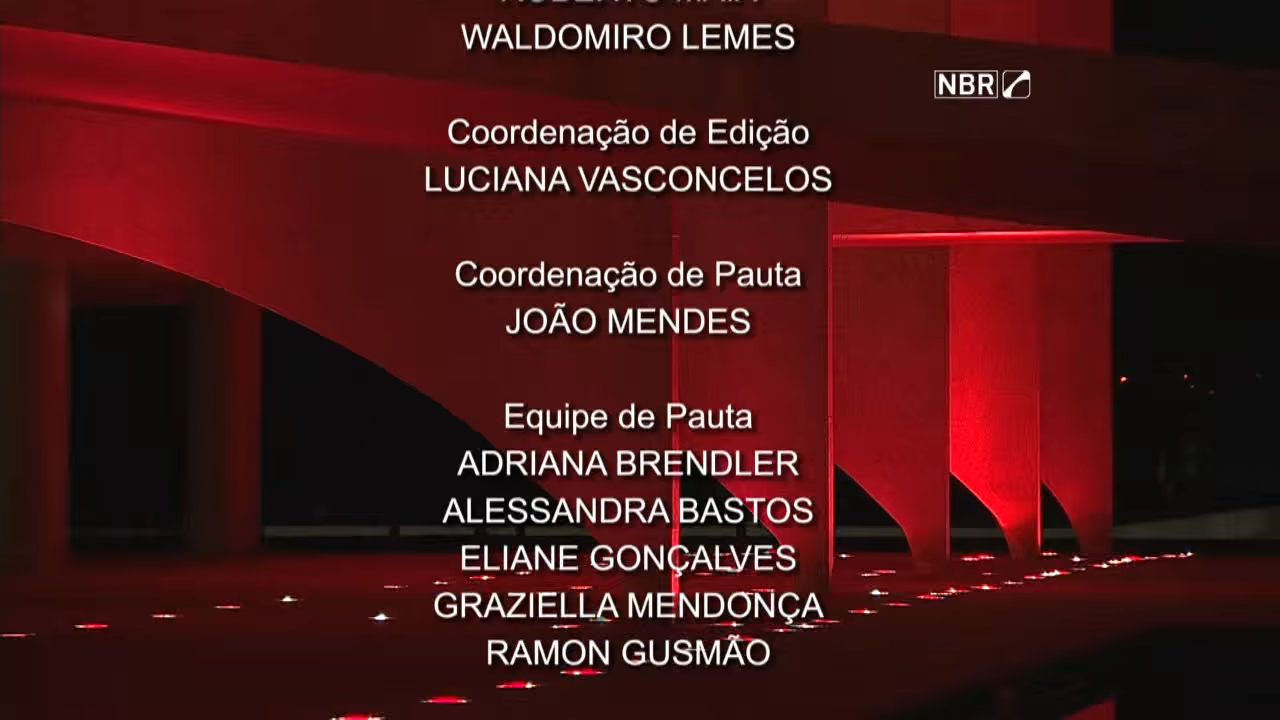 WALDOMIRO LEMES
NBR
Coordenação de Edição
LUCIANA VASCONCELOS
Coordenação de Pauta
JOÃO MENDES
Equipe de Pauta
ADRIANA BRENDLER
ALESSANDRA BASTOS
ELIANE GONÇALVES
GRAZIELLA MENDONÇA
RAMON GUSMÃO